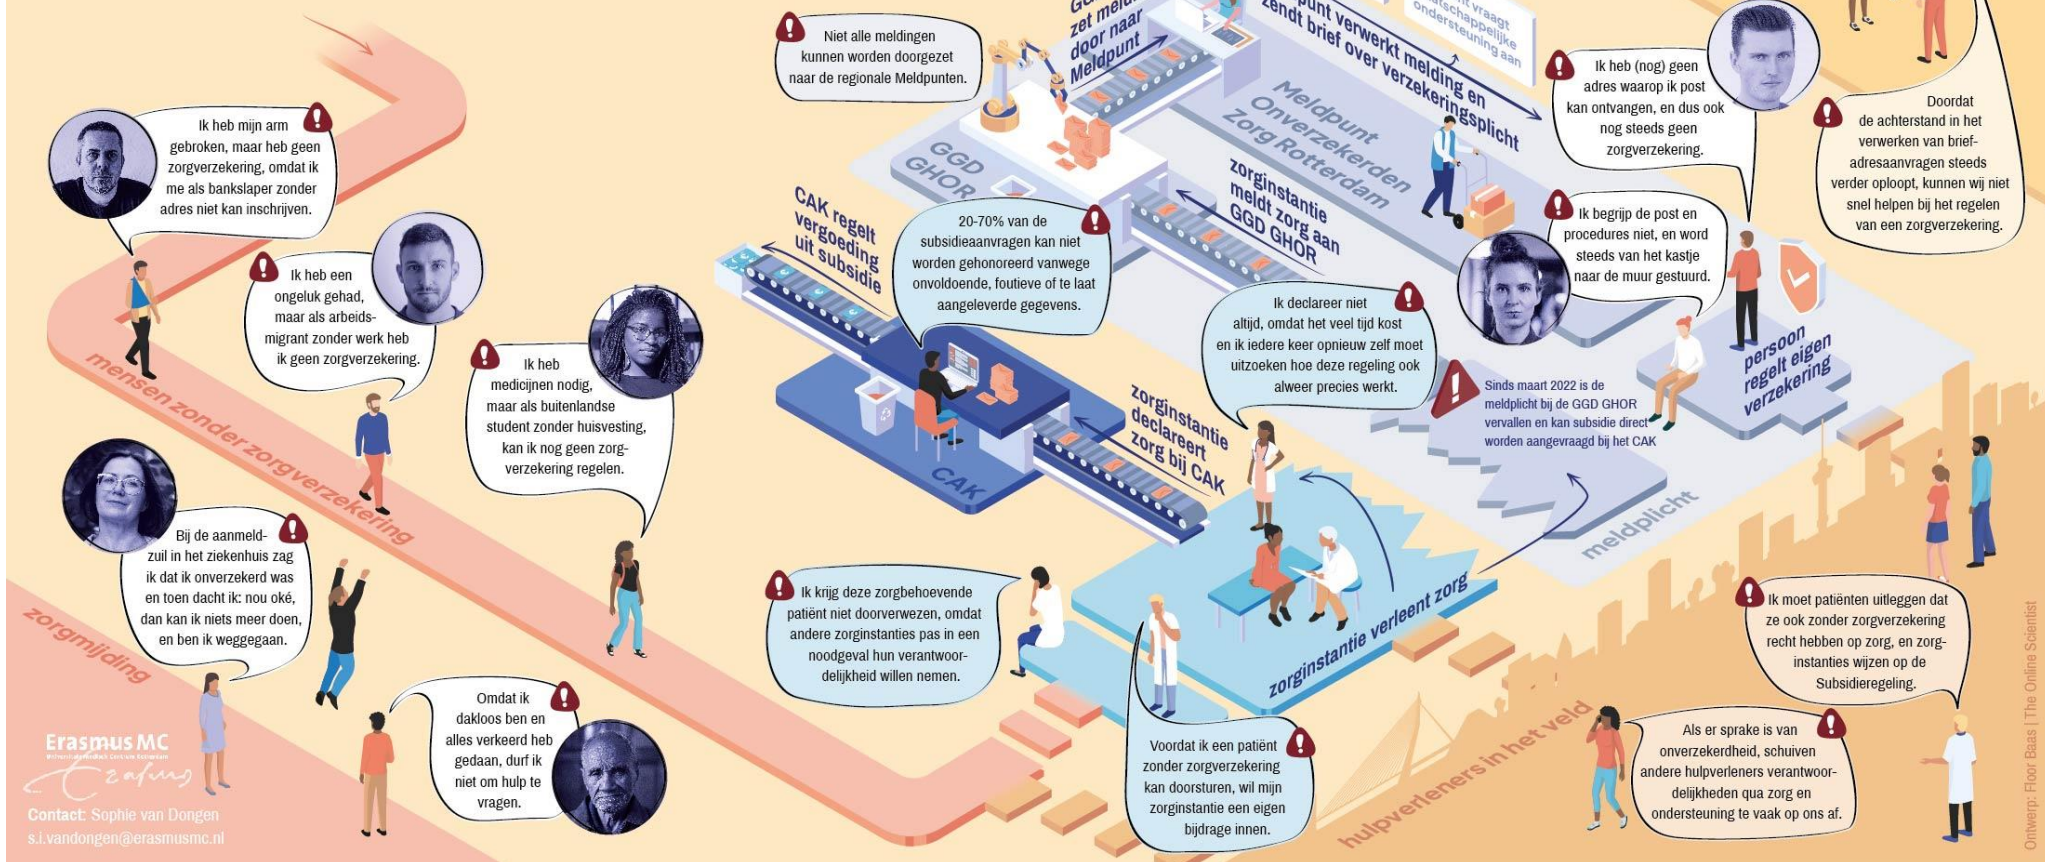 Niet alle meldingen
kunnen worden doorgezet
naar de regionale Meldpunten.
door naar
Meldpunt
punt verwerkt melding en
zendt brief over verzekeringsplicht
vraagt
ondersteuning aan
Ik heb (nog) geen
adres waarop ik post
kan ontvangen, en dus ook
nog steeds geen
zorgverzekering.
Doordat
de achterstand in het
verwerken van brief-
adresaanvragen steeds
verder oploopt, kunnen wij niet
snel helpen bij het regelen
van een zorgverzekering.
Ik heb mijn arm
gebroken, maar heb geen
zorgverzekering, omdat ik
me als bankslaper zonder
adres niet kan inschrijven.
GGD
GHOR
Meldpunt
Onverzekerden
Zorg Rotterdam
zorginstantie
meldt zorg aan
GGD GHOR
CAK regelt
vergoeding
uit subsidie
20-70% van de
subsidieaanvragen kan niet
worden gehonoreerd vanwege
onvoldoende, foutieve of te laat
aangeleverde gegevens.
Ik begrijp de post en
procedures niet, en word
steeds van het kastje
naar de muur gestuurd.
Ik heb een
ongeluk gehad,
maar als arbeids-
migrant zonder werk heb
ik geen zorgverzekering.
Ik declareer niet
altijd, omdat het veel tijd kost
en ik iedere keer opnieuw zelf moet
uitzoeken hoe deze regeling ook
alweer precies werkt.
persoon
regelt eigen
verzekering
Ik heb
medicijnen nodig,
maar als buitenlandse
student zonder huisvesting,
kan ik nog geen zorg-
verzekering regelen.
Sinds maart 2022 is de
meldplicht bij de GGD GHOR
vervallen en kan subsidie direct
worden aangevraagd bij het CAK
mensen zonder zorgverzekering
zorginstantie
declareert
zorg bij CAK
CAK
meldplicht
Bij de aanmeld-
zuil in het ziekenhuis zag
ik dat ik onverzekerd was
en toen dacht ik: nou oké,
dan kan ik niets meer doen,
en ben ik weggegaan.
zorgmijding
Ik krijg deze zorgbehoevende
patiënt niet doorverwezen, omdat
andere zorginstanties pas in een
noodgeval hun verantwoor-
delijkheid willen nemen.
zorginstantie verleent zorg
Ik moet patiënten uitleggen dat
ze ook zonder zorgverzekering
recht hebben op zorg, en zorg-
instanties wijzen op de
Subsidieregeling.
Omdat ik
dakloos ben en
alles verkeerd heb
gedaan, durf ik
niet om hulp te
vragen.
Voordat ik een patiënt
zonder zorgverzekering
kan doorsturen, wil mijn
zorginstantie een eigen
bijdrage innen.
hulpverleners in het veld
Als er sprake is van
onverzekerdheid, schuiven
andere hulpverleners verantwoor-
delijkheden qua zorg en
ondersteuning te vaak op ons af.
Erasmus MC
Erasmus
Contact: Sophie van Dongen
s.i.vandongen@erasmusmc.nl
Ontwerp: Floor Baas | The Online Scientist